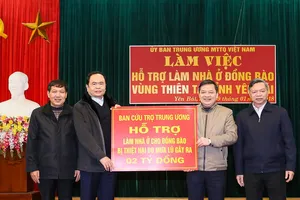 ỦY BAN TRUNG ƯƠNG MTTQ VIỆT NAM
LÀM VIỆC
HỖ TRỢ LÀM NHÀ Ở ĐỒNG BÀO
VÙNG THIÊN TAI TỈNH YÊN BÁI
Yên Bái,
BAN CỨU TRỢ TRUNG ƯƠNG
HỖ TRỢ
LÀM NHÀ Ở CHO ĐỒNG BÀO
BỊ THIỆT HẠI DO MƯA LŨ GÂY RA
02 TỶ ĐỒNG